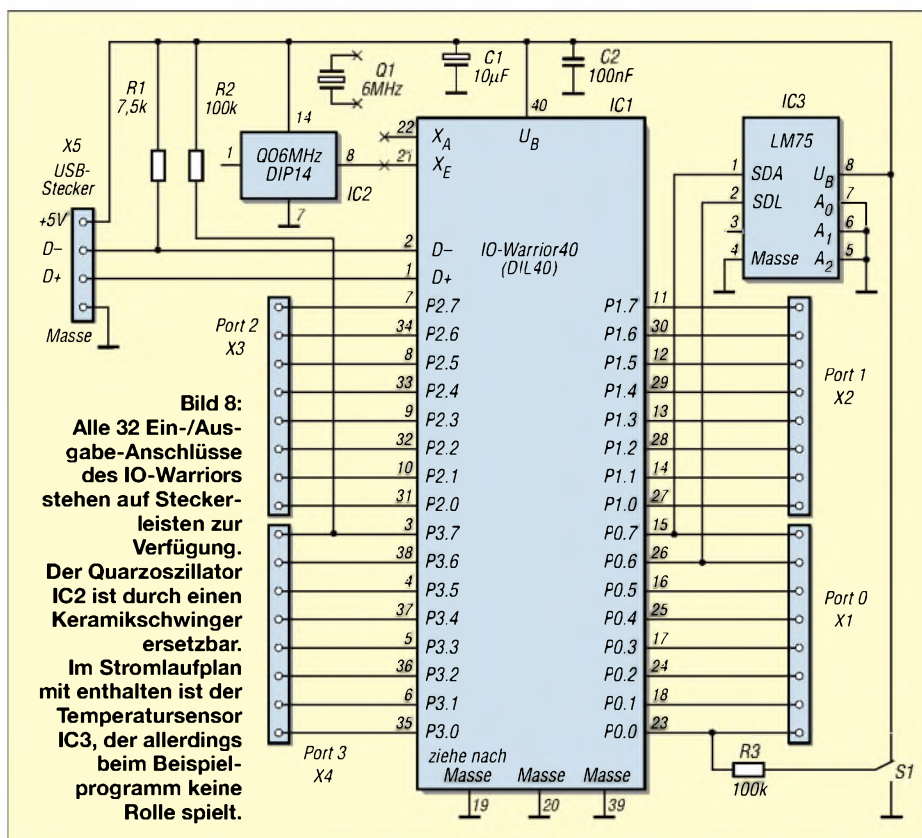 R1
7,5k
R2
100k
14
Q1
6MHz
C1
10µF
40
C2
100nF
IC1
IC3
X5
USB-
Stecker
+5V
D–
D+
Masse
1
QO6MHz
DIP14
8
IC2
7
22
X_A
21
X_E
U_B
2
D–
1
D+
IO-Warrior40
(DIL40)
LM75
1
SDA
2
SDL
3
4
Masse
U_B
8
A_0
7
A_1
6
A_2
5
Port 2
X3
7
P2.7
34
P2.6
8
P2.5
33
P2.4
9
P2.3
32
P2.2
10
P2.1
31
P2.0
3
P3.7
38
P3.6
4
P3.5
37
P3.4
5
P3.3
36
P3.2
6
P3.1
35
P3.0
Port 3
X4
P1.7
11
P1.6
30
P1.5
12
P1.4
29
P1.3
13
P1.2
28
P1.1
14
P1.0
27
P0.7
15
P0.6
26
P0.5
16
P0.4
25
P0.3
17
P0.2
24
P0.1
18
P0.0
23
Port 1
X2
Port 0
X1
R3
100k
S1
ziehe nach
Masse
Masse
Masse
19
20
39
Bild 8:
Alle 32 Ein-/Aus-
gabe-Anschlüsse
des IO-Warriors
stehen auf Stecker-
leisten zur
Verfügung.
Der Quarzoszillator
IC2 ist durch einen
Keramikschwinger
ersetzbar.
Im Stromlaufplan
mit enthalten ist der
Temperatursensor
IC3, der allerdings
beim Beispiel-
programm keine
Rolle spielt.